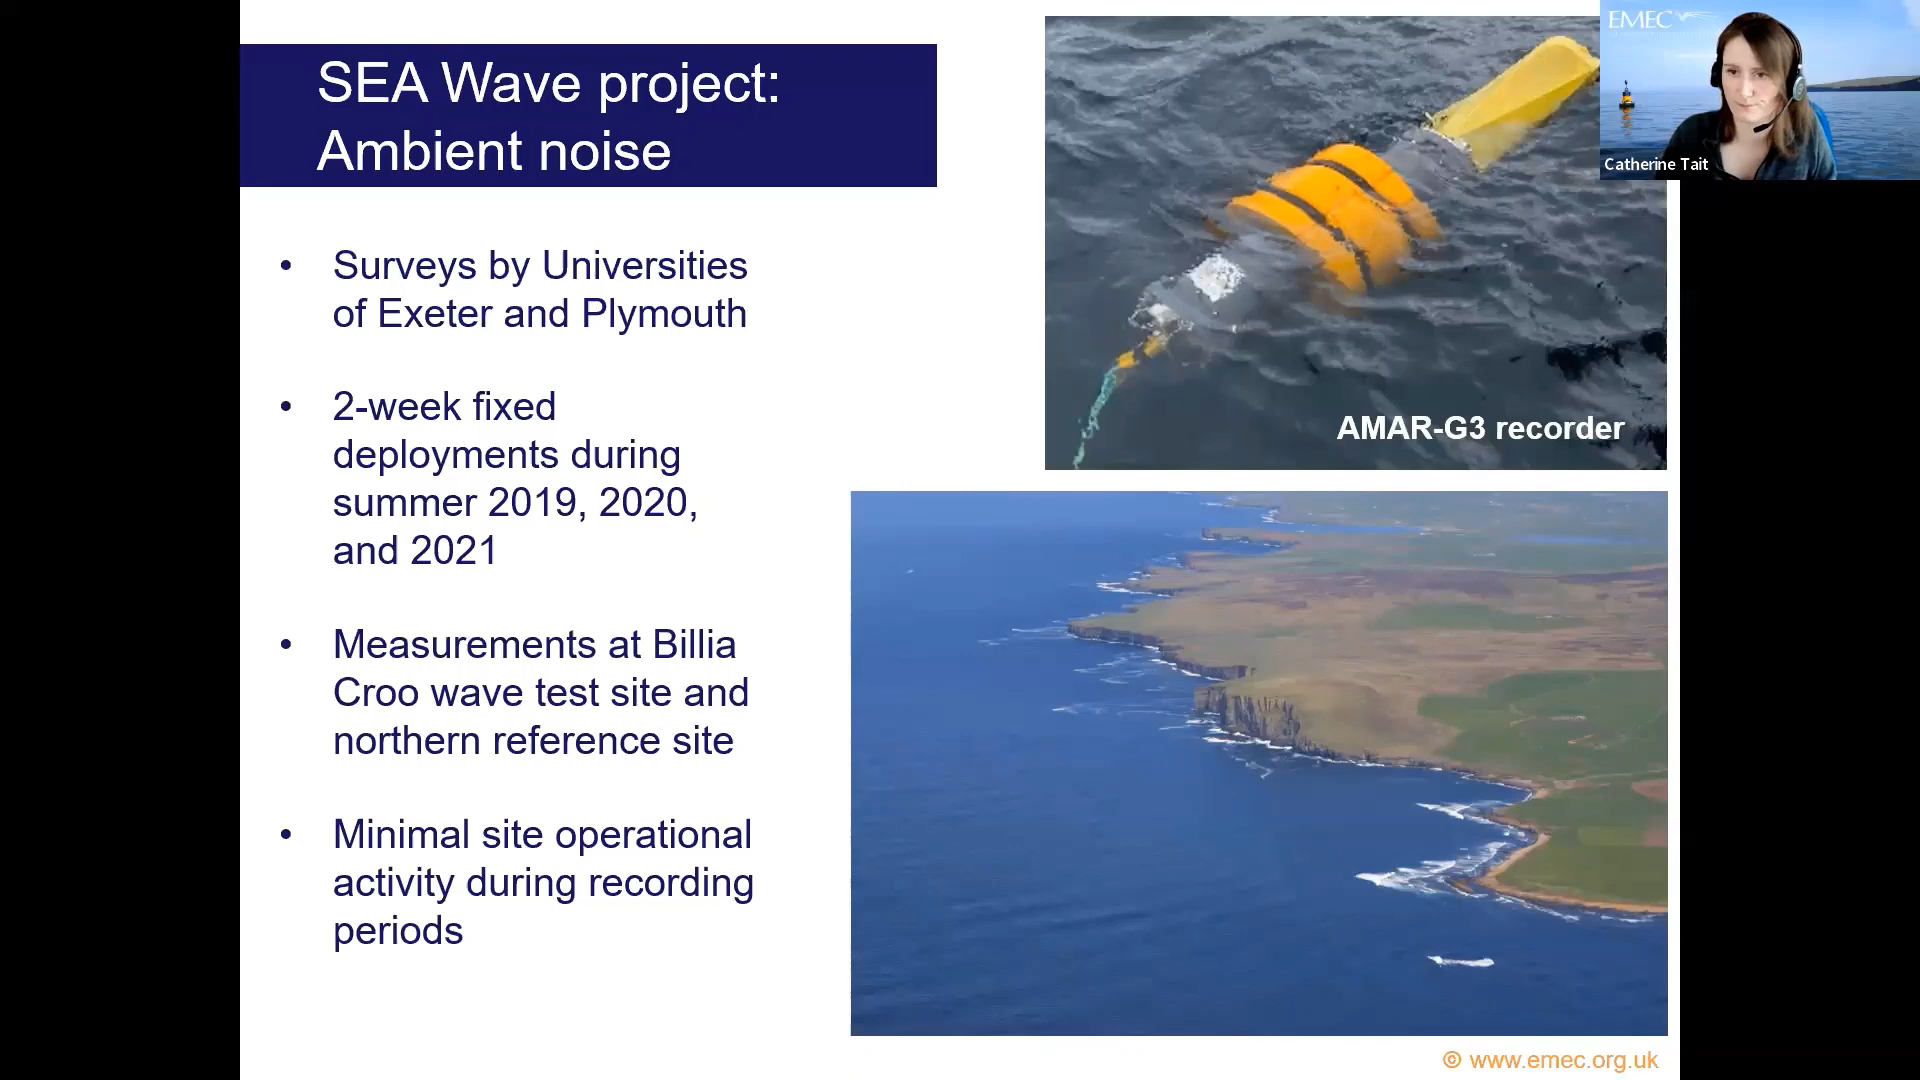 SEA Wave project:
Ambient noise
EMEC
Catherine Tait
• Surveys by Universities
of Exeter and Plymouth
• 2-week fixed
deployments during
summer 2019, 2020,
and 2021
• Measurements at Billia
Croo wave test site and
northern reference site
• Minimal site operational
activity during recording
periods
AMAR-G3 recorder
© www.emec.org.uk